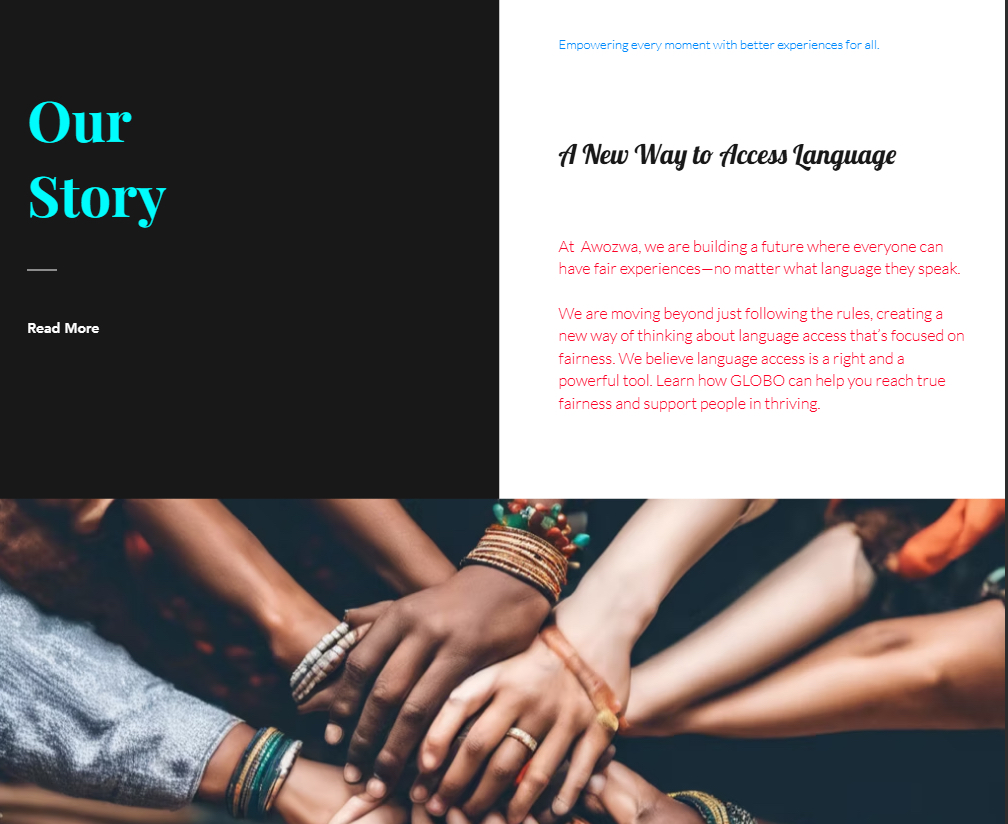 Our
Story
Read More
Empowering every moment with better experiences for all.
A New Way to Access Language
At  Awozwa, we are building a future where everyone can
have fair experiences—no matter what language they speak.
We are moving beyond just following the rules, creating a
new way of thinking about language access that’s focused on
fairness. We believe language access is a right and a
powerful tool. Learn how GLOBO can help you reach true
fairness and support people in thriving.